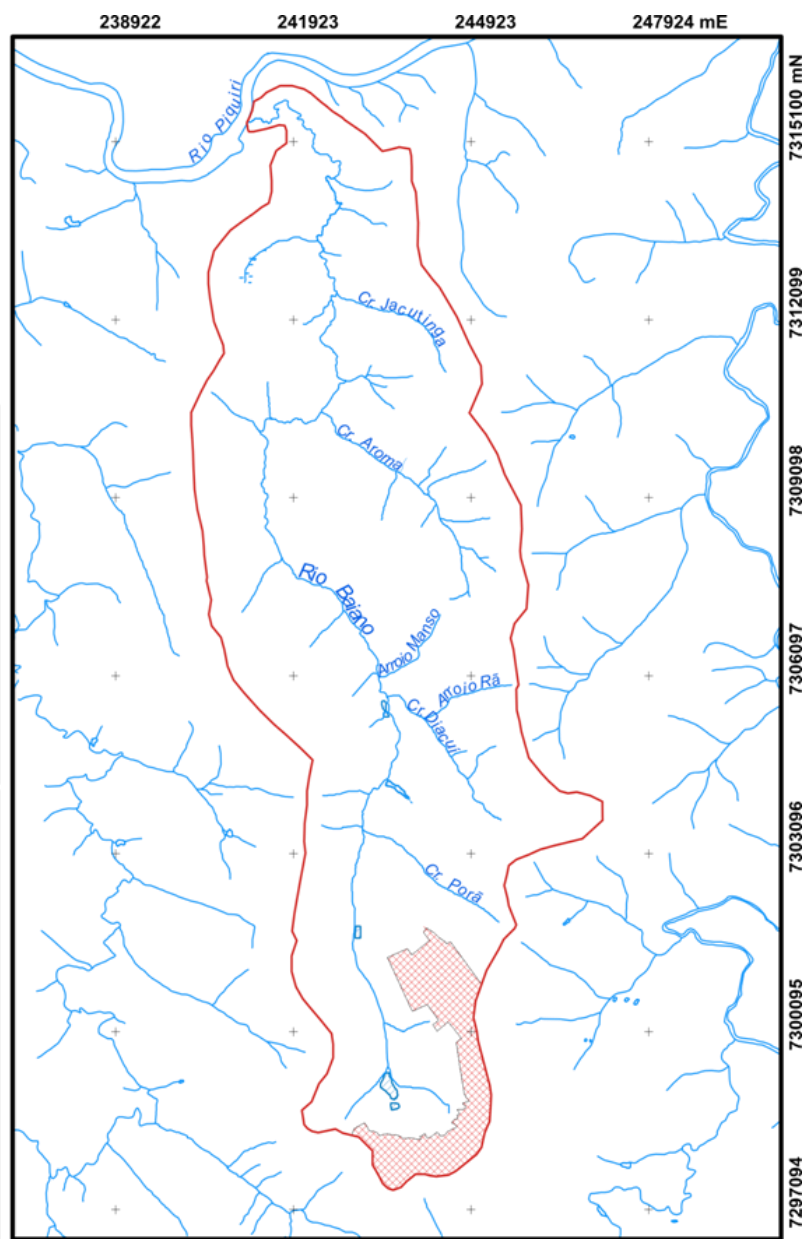 238922 241923 244923 247924 mE
7315100 mN
Rio Piquiri
7312099
Cr Jacutinga
Cr. Aroma
7309098
Rio Baiano
Arroio Manso
7306097
Arroio Rã
Cr. Diacuil
7303096
Cr. Porã
7300095
7297094